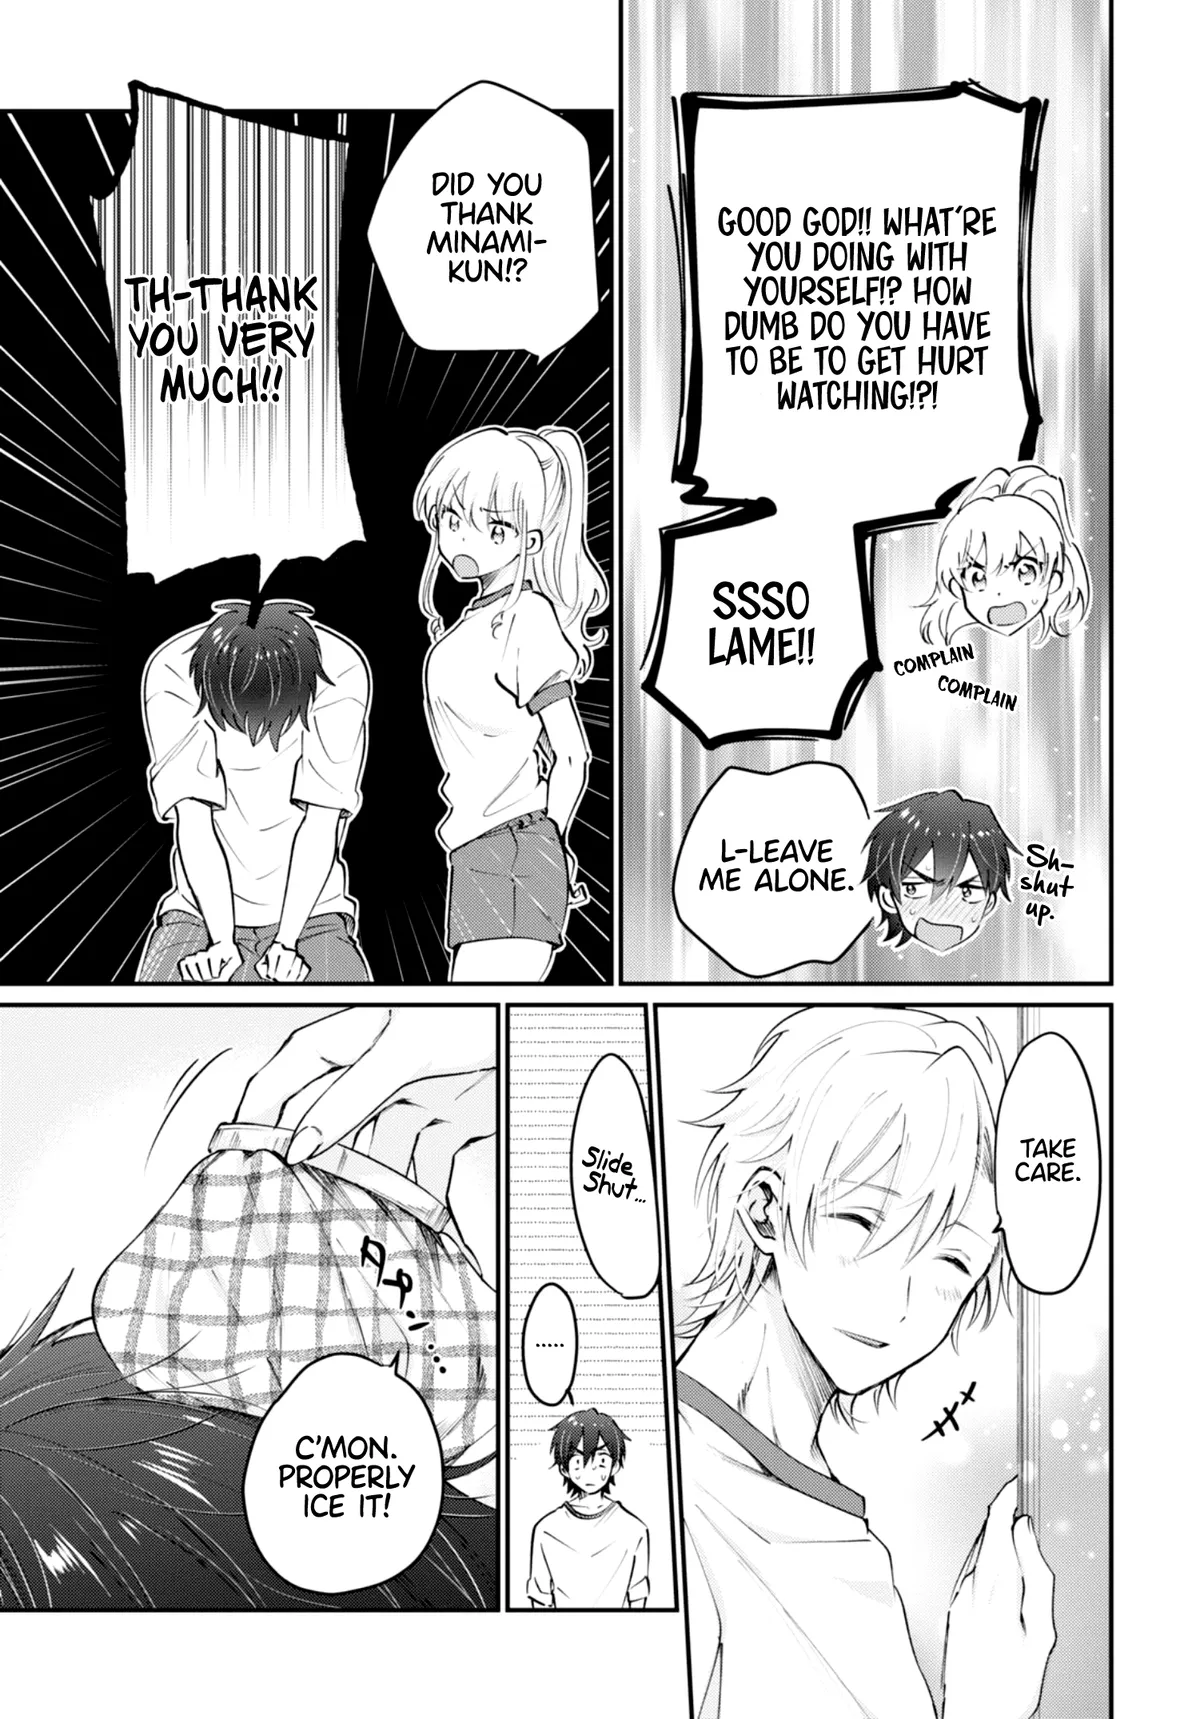 GOOD GOD!! WHAT'RE
YOU DOING WITH
YOURSELF!? HOW
DUMB DO YOU HAVE
TO BE TO GET HURT
WATCHING!?!
SSSO
LAME!!
COMPLAIN
COMPLAIN
L-LEAVE
ME ALONE.
Sh-
shut
up.
DID YOU
THANK
MINAMI-
KUN!?
TH-THANK
YOU VERY
MUCH!!
TAKE
CARE.
Slide
Shut...
......
C'MON.
PROPERLY
ICE IT!